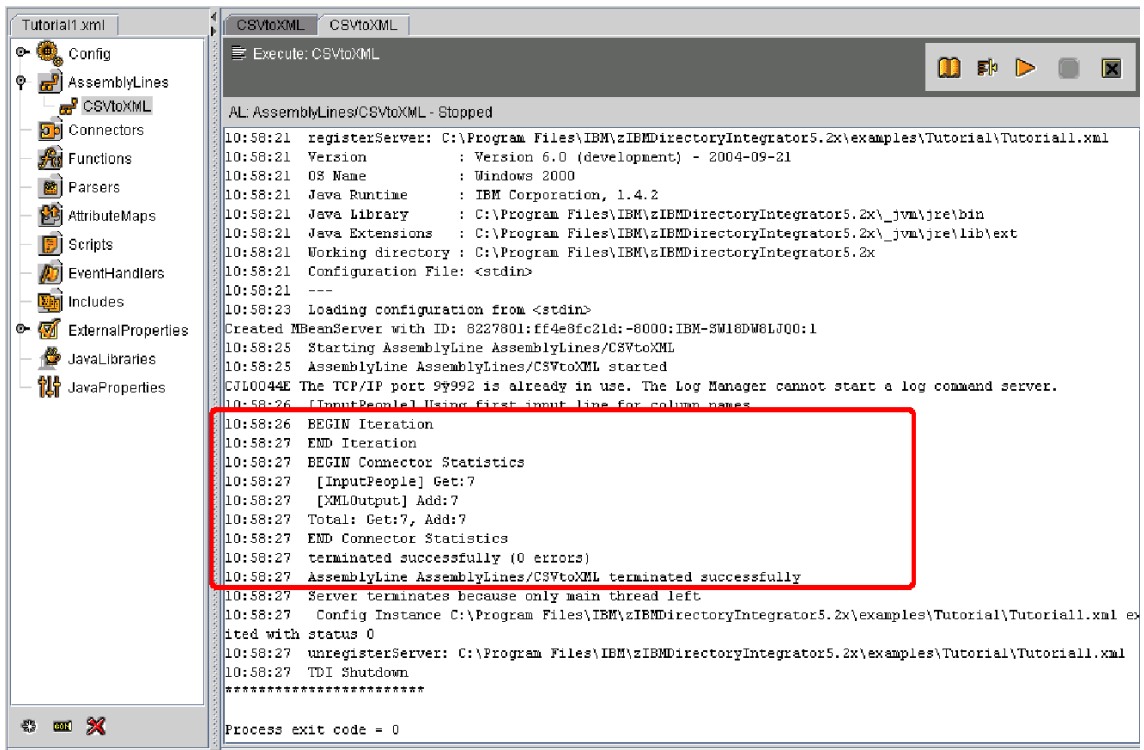 Tutorial1.xml
Config
AssemblyLines
CSVtoXML
Connectors
Functions
Parsers
AttributeMaps
Scripts
EventHandlers
Includes
ExternalProperties
JavaLibraries
JavaProperties
CSVtoXML CSVtoXML
Execute: CSVtoXML
AL: AssemblyLines/CSVtoXML - Stopped
10:58:21 registerServer: C:\Program Files\IBM\zIBMDirectoryIntegrator5.2x\examples\Tutorial\Tutorial1.xml
10:58:21 Version : Version 6.0 (development) - 2004-09-21
10:58:21 OS Name : Windows 2000
10:58:21 Java Runtime : IBM Corporation, 1.4.2
10:58:21 Java Library : C:\Program Files\IBM\zIBMDirectoryIntegrator5.2x\_jvm\jre\bin
10:58:21 Java Extensions : C:\Program Files\IBM\zIBMDirectoryIntegrator5.2x\_jvm\jre\lib\ext
10:58:21 Working directory : C:\Program Files\IBM\zIBMDirectoryIntegrator5.2x
10:58:21 Configuration File: <stdin>
10:58:21 ---
10:58:23 Loading configuration from <stdin>
Created MBeanServer with ID: 8227801:ff4e8fc21d:-8000:IBM-SW18DW8LJQ0:1
10:58:25 Starting AssemblyLine AssemblyLines/CSVtoXML
10:58:25 AssemblyLine AssemblyLines/CSVtoXML started
CJL0044E The TCP/IP port 9ÿ992 is already in use. The Log Manager cannot start a log command server.
10:58:26 [InputPeople] Using first input line for column names
10:58:26 BEGIN Iteration
10:58:27 END Iteration
10:58:27 BEGIN Connector Statistics
10:58:27 [InputPeople] Get:7
10:58:27 [XMLOutput] Add:7
10:58:27 Total: Get:7, Add:7
10:58:27 END Connector Statistics
10:58:27 terminated successfully (0 errors)
10:58:27 AssemblyLine AssemblyLines/CSVtoXML terminated successfully
10:58:27 Server terminates because only main thread left
10:58:27 Config Instance C:\Program Files\IBM\zIBMDirectoryIntegrator5.2x\examples\Tutorial\Tutorial1.xml ex
ited with status 0
10:58:27 unregisterServer: C:\Program Files\IBM\zIBMDirectoryIntegrator5.2x\examples\Tutorial\Tutorial1.xml
10:58:27 TDI Shutdown
************************
Process exit code = 0